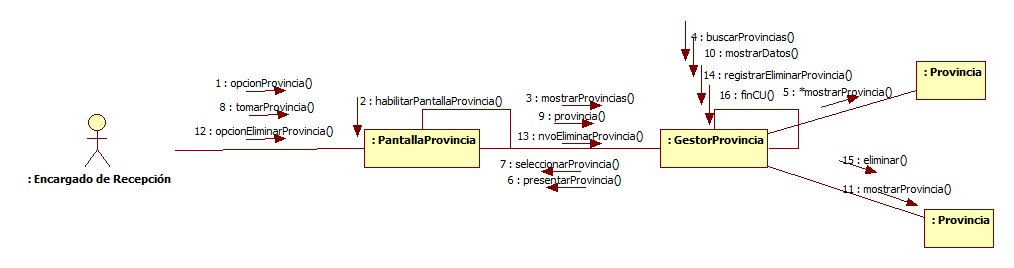 4 : buscarProvincias()
10 : mostrarDatos()
14 : registrarEliminarProvincia()
16 : finCU()
5 : *mostrarProvincia()
: Provincia
1 : opcionProvincia()
8 : tomarProvincia()
12 : opcionEliminarProvincia()
2 : habilitarPantallaProvincia()
3 : mostrarProvincias()
9 : provincia()
13 : nvoEliminarProvincia()
: PantallaProvincia
: GestorProvincia
7 : seleccionarProvincia()
6 : presentarProvincia()
: Encargado de Recepción
15 : eliminar()
11 : mostrarProvincia()
: Provincia